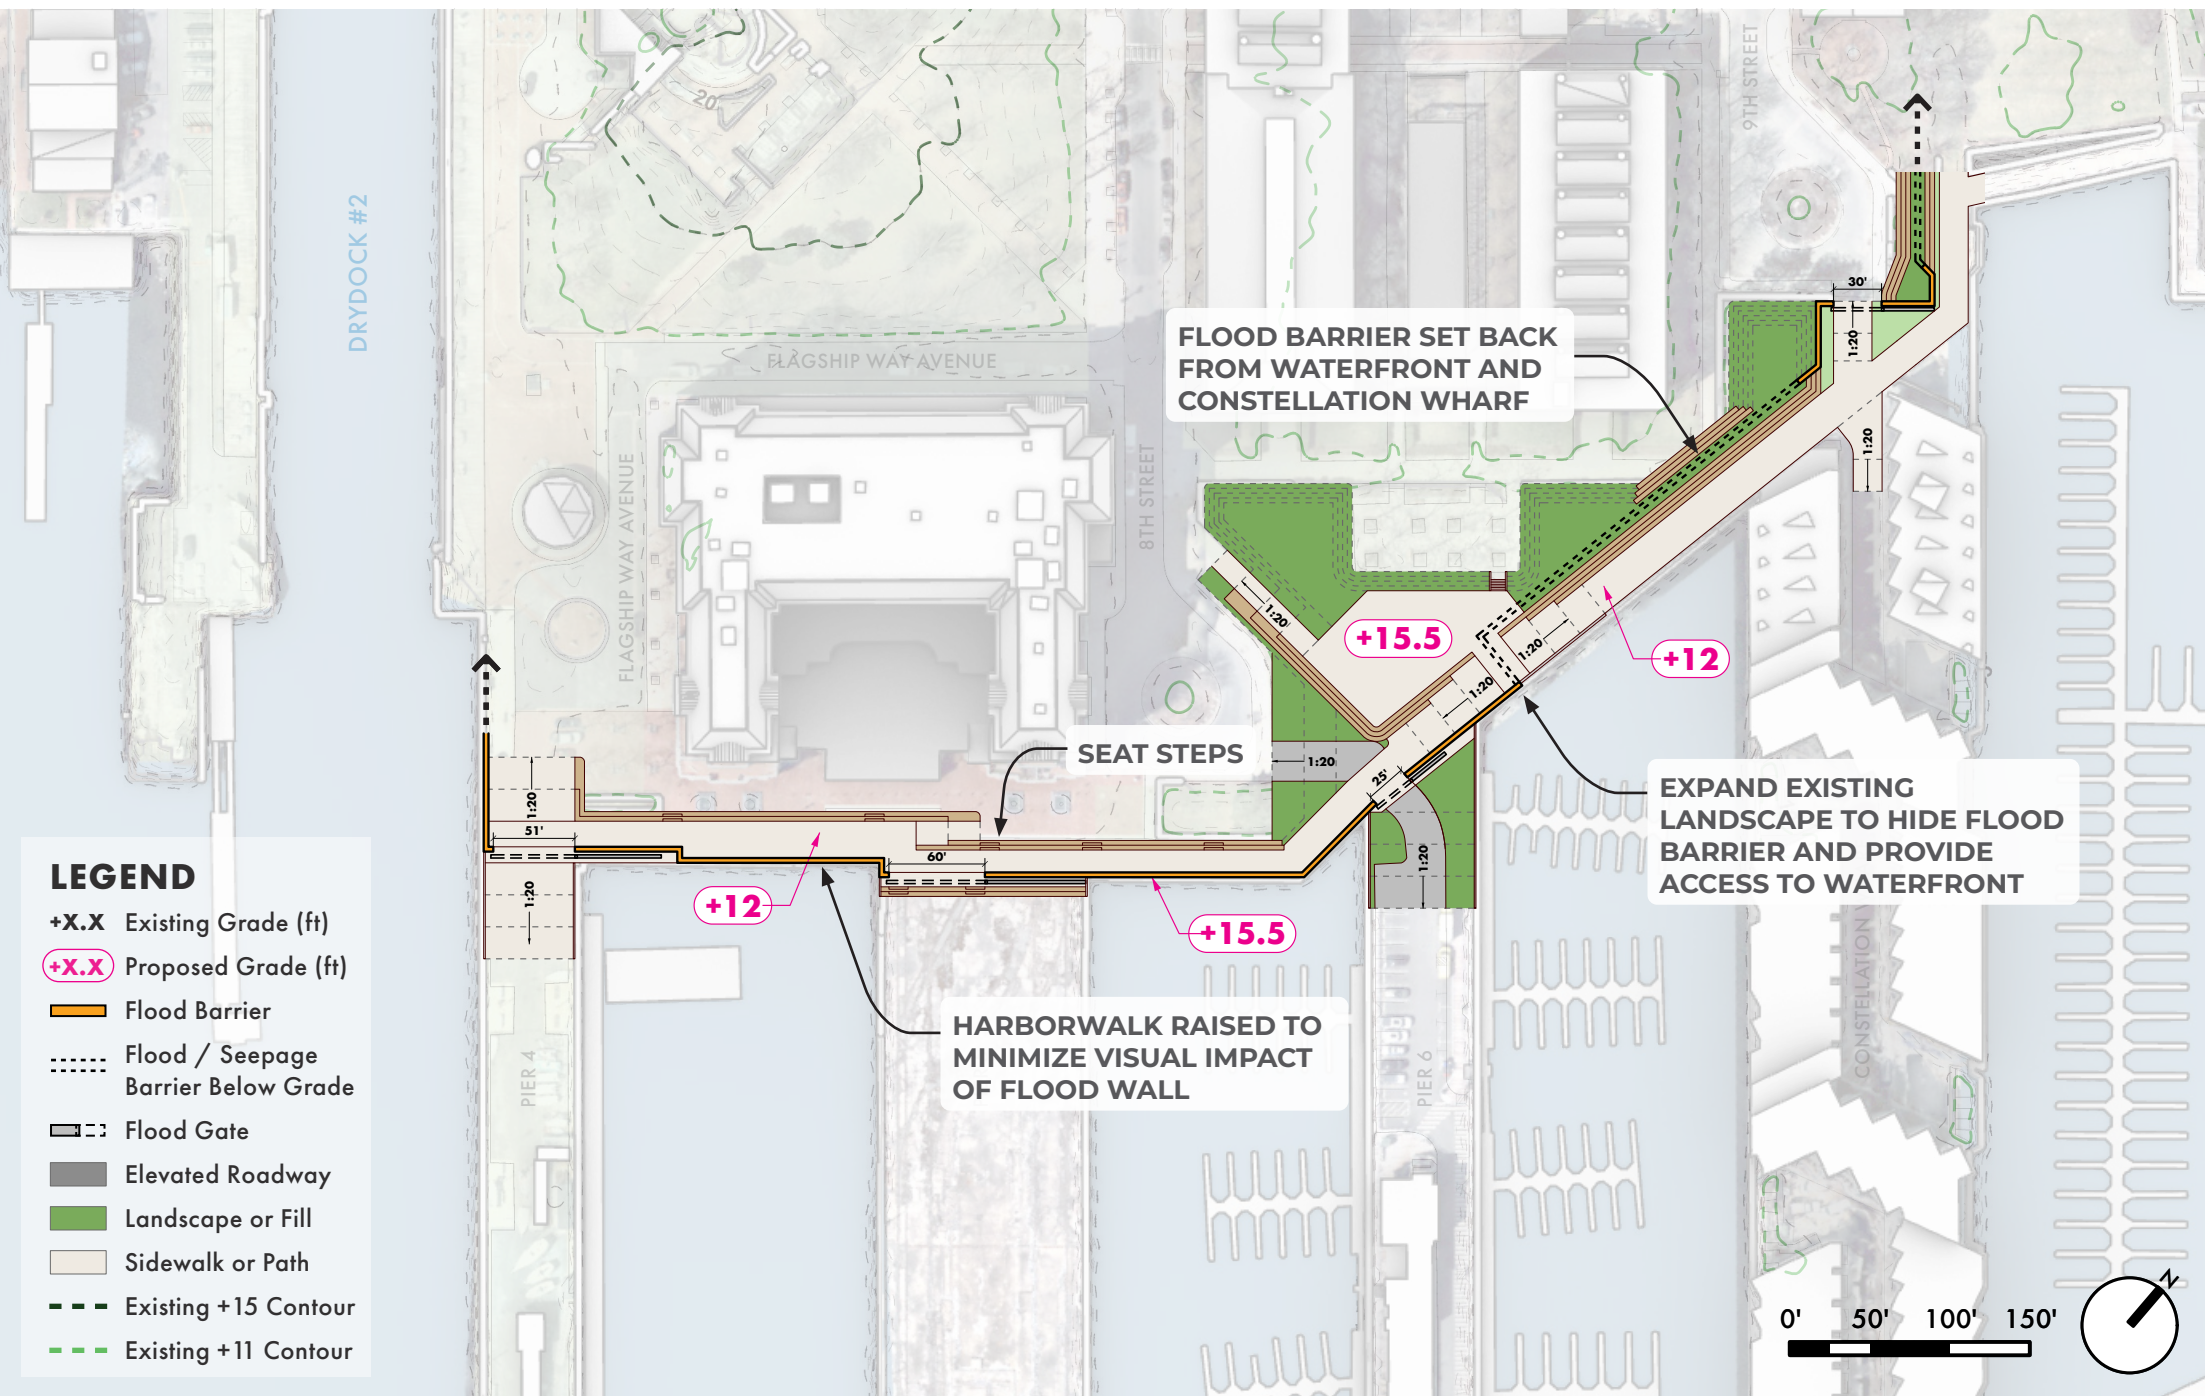 20
9TH STREET
DRYDOCK #2
30'
1:20
FLOOD BARRIER SET BACK
FROM WATERFRONT AND
CONSTELLATION WHARF
FLAGSHIP WAY AVENUE
FLAGSHIP WAY AVENUE
8TH STREET
1:20
1:20
+15.5
1:20
+12
1:20
SEAT STEPS
1:20
25'
EXPAND EXISTING
LANDSCAPE TO HIDE FLOOD
BARRIER AND PROVIDE
ACCESS TO WATERFRONT
1:20
51'
60'
1:20
1:20
+12
+15.5
HARBORWALK RAISED TO
MINIMIZE VISUAL IMPACT
OF FLOOD WALL
PIER 4
PIER 6
LEGEND
+X.X Existing Grade (ft)
+X.X Proposed Grade (ft)
Flood Barrier
Flood / Seepage
Barrier Below Grade
Flood Gate
Elevated Roadway
Landscape or Fill
Sidewalk or Path
Existing +15 Contour
Existing +11 Contour
0' 50' 100' 150'
N